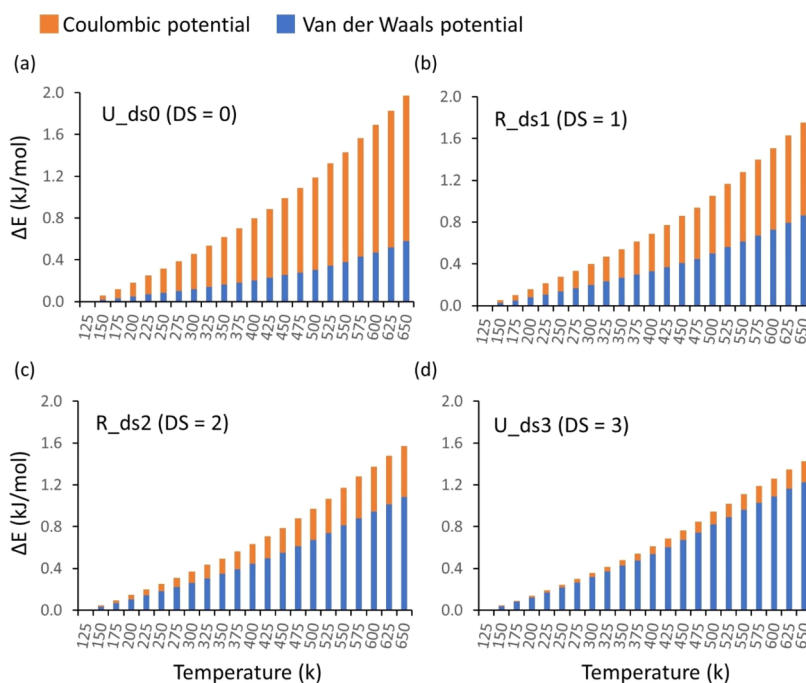 Coulombic potential
Van der Waals potential
(a)
U_ds0 (DS = 0)
ΔE (kJ/mol)
2.0
1.6
1.2
0.8
0.4
0.0
125 150 175 200 225 250 275 300 325 350 375 400 425 450 475 500 525 550 575 600 625 650
(b)
R_ds1 (DS = 1)
2.0
1.6
1.2
0.8
0.4
0.0
125 150 175 200 225 250 275 300 325 350 375 400 425 450 475 500 525 550 575 600 625 650
(c)
R_ds2 (DS = 2)
ΔE (kJ/mol)
2.0
1.6
1.2
0.8
0.4
0.0
125 150 175 200 225 250 275 300 325 350 375 400 425 450 475 500 525 550 575 600 625 650
Temperature (k)
(d)
U_ds3 (DS = 3)
2.0
1.6
1.2
0.8
0.4
0.0
125 150 175 200 225 250 275 300 325 350 375 400 425 450 475 500 525 550 575 600 625 650
Temperature (k)